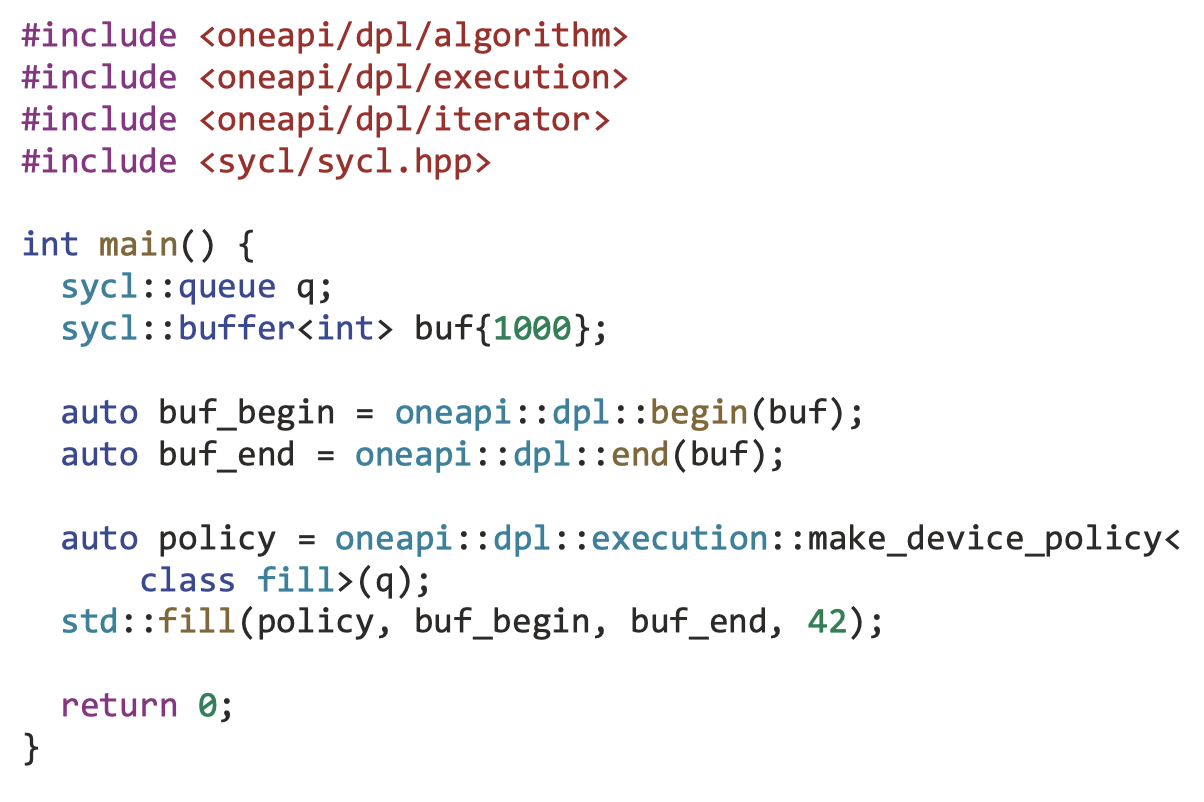 #include <oneapi/dpl/algorithm>
#include <oneapi/dpl/execution>
#include <oneapi/dpl/iterator>
#include <sycl/sycl.hpp>

int main() {
  sycl::queue q;
  sycl::buffer<int> buf{1000};

  auto buf_begin = oneapi::dpl::begin(buf);
  auto buf_end = oneapi::dpl::end(buf);

  auto policy = oneapi::dpl::execution::make_device_policy<
      class fill>(q);
  std::fill(policy, buf_begin, buf_end, 42);

  return 0;
}